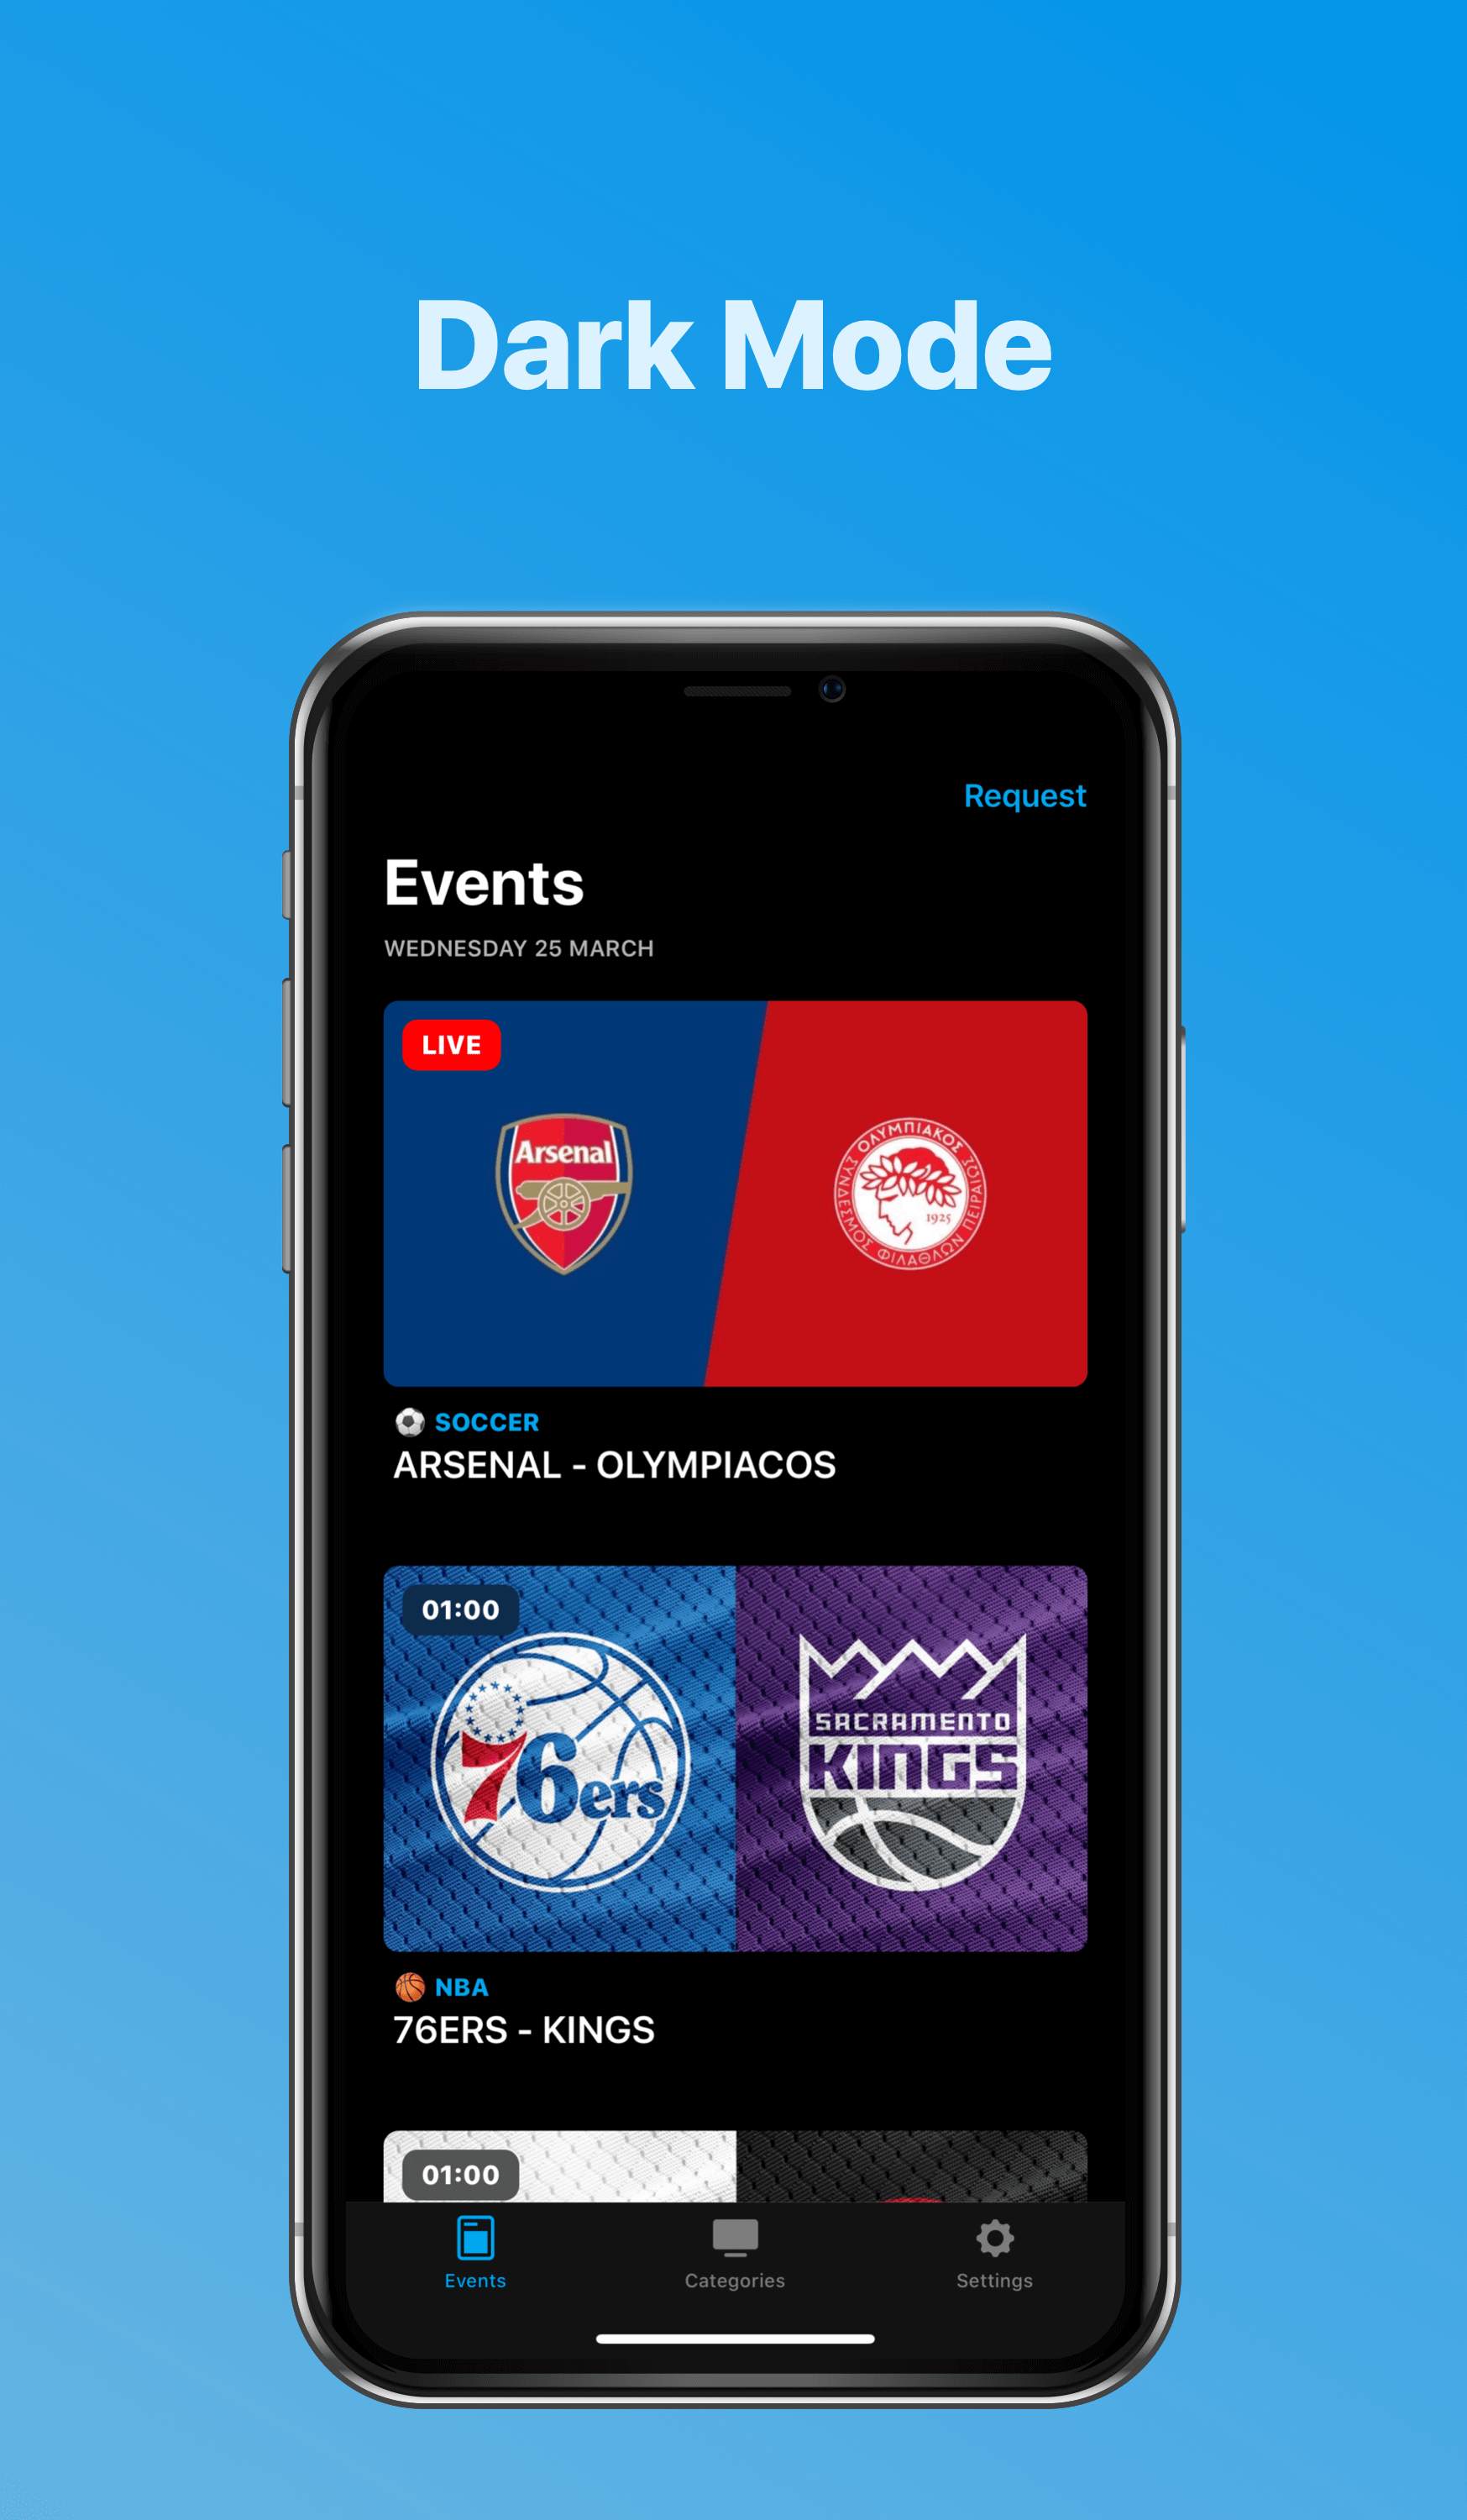 Dark Mode
Request
Events
WEDNESDAY 25 MARCH
LIVE
Arsenal
ΟΛΥΜΠΙΑΚΟΣ
ΣΥΝΔΕΣΜΟΣ ΦΙΛΑΘΛΩΝ ΠΕΙΡΑΙΩΣ
1925
SOCCER
ARSENAL - OLYMPIACOS
01:00
76ers
SACRAMENTO
KINGS
NBA
76ERS - KINGS
01:00
Events
Categories
Settings